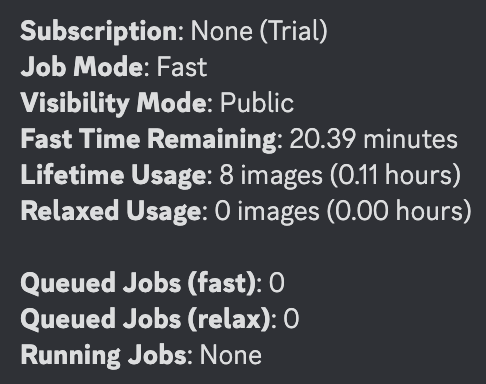 Subscription: None (Trial)
Job Mode: Fast
Visibility Mode: Public
Fast Time Remaining: 20.39 minutes
Lifetime Usage: 8 images (0.11 hours)
Relaxed Usage: 0 images (0.00 hours)
Queued Jobs (fast): 0
Queued Jobs (relax): 0
Running Jobs: None